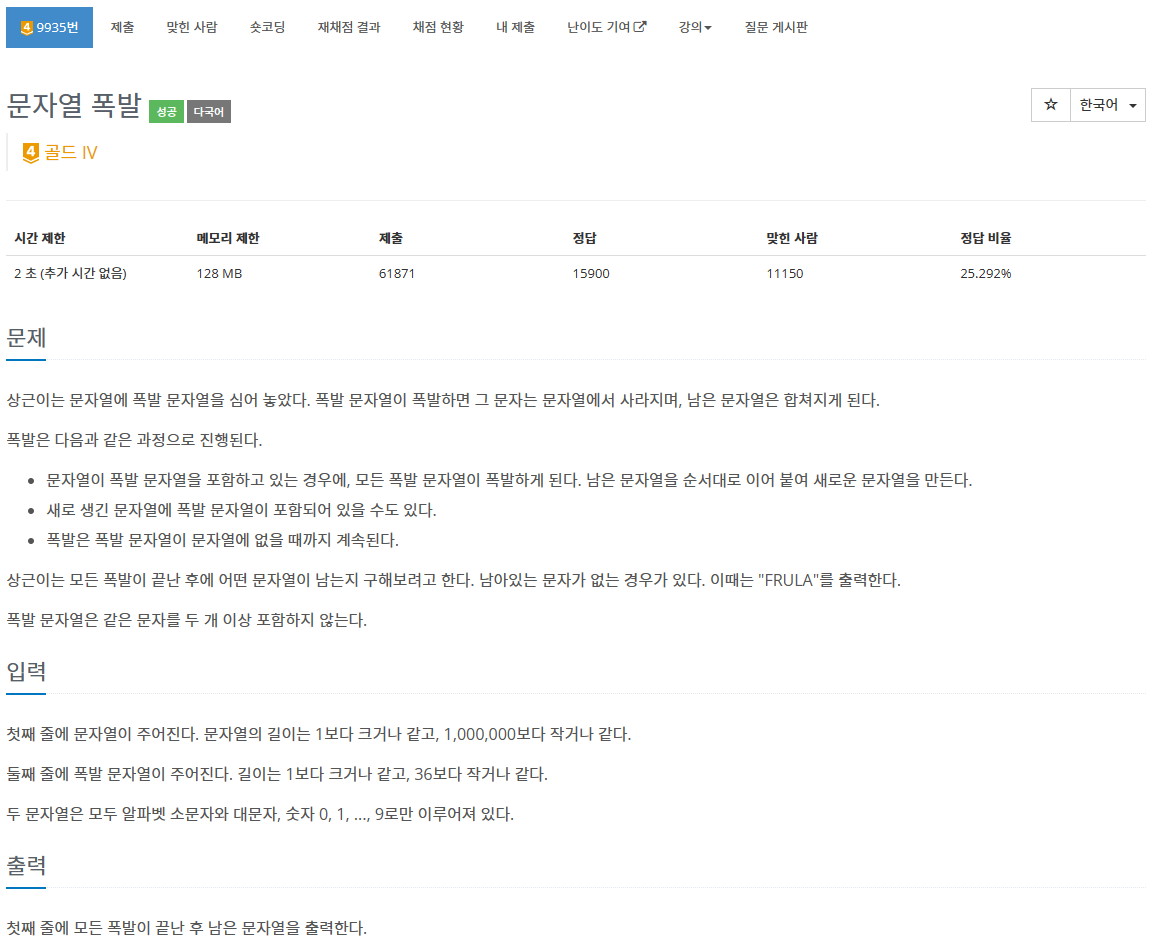 4 9935번 제출 맞힌 사람 숏코딩 재채점 결과 채점 현황 내 제출 난이도 기여 강의 질문 게시판
문자열 폭발 성공 다국어 한국어
4 골드 IV
시간 제한 메모리 제한 제출 정답 맞힌 사람 정답 비율
2 초 (추가 시간 없음) 128 MB 61871 15900 11150 25.292%
문제
상근이는 문자열에 폭발 문자열을 심어 놓았다. 폭발 문자열이 폭발하면 그 문자는 문자열에서 사라지며, 남은 문자열은 합쳐지게 된다.
폭발은 다음과 같은 과정으로 진행된다.
문자열이 폭발 문자열을 포함하고 있는 경우에, 모든 폭발 문자열이 폭발하게 된다. 남은 문자열을 순서대로 이어 붙여 새로운 문자열을 만든다.
새로 생긴 문자열에 폭발 문자열이 포함되어 있을 수도 있다.
폭발은 폭발 문자열이 문자열에 없을 때까지 계속된다.
상근이는 모든 폭발이 끝난 후에 어떤 문자열이 남는지 구해보려고 한다. 남아있는 문자가 없는 경우가 있다. 이때는 "FRULA"를 출력한다.
폭발 문자열은 같은 문자를 두 개 이상 포함하지 않는다.
입력
첫째 줄에 문자열이 주어진다. 문자열의 길이는 1보다 크거나 같고, 1,000,000보다 작거나 같다.
둘째 줄에 폭발 문자열이 주어진다. 길이는 1보다 크거나 같고, 36보다 작거나 같다.
두 문자열은 모두 알파벳 소문자와 대문자, 숫자 0, 1, ..., 9로만 이루어져 있다.
출력
첫째 줄에 모든 폭발이 끝난 후 남은 문자열을 출력한다.